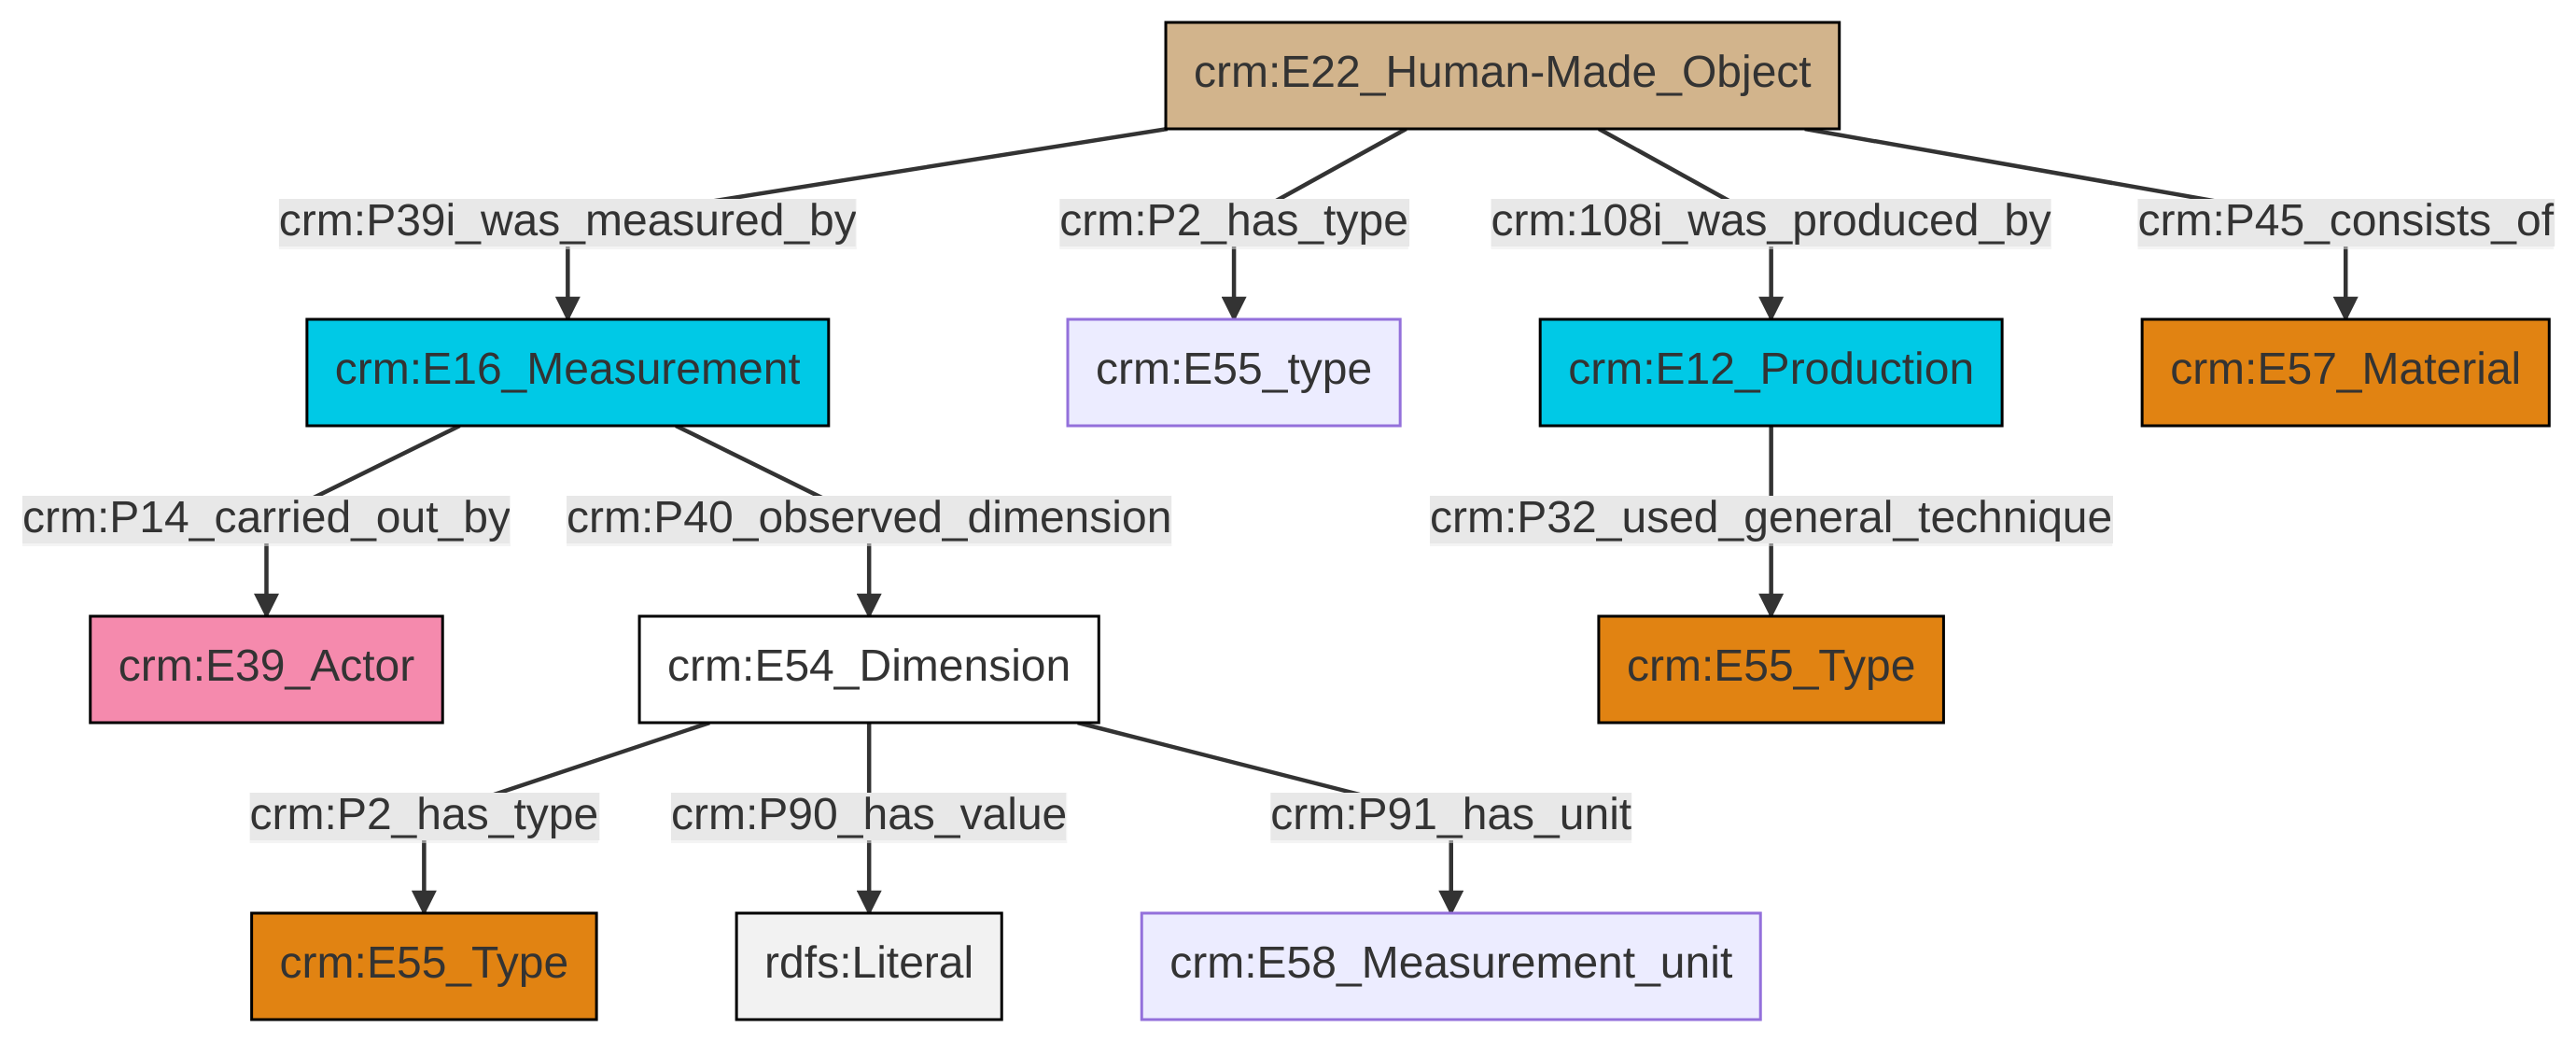 crm:E22_Human-Made_Object
crm:P39i_was_measured_by
crm:P2_has_type
crm:108i_was_produced_by
crm:P45_consists_of
crm:E16_Measurement
crm:E55_type
crm:E12_Production
crm:E57_Material
crm:P14_carried_out_by
crm:P40_observed_dimension
crm:P32_used_general_technique
crm:E39_Actor
crm:E54_Dimension
crm:E55_Type
crm:P2_has_type
crm:P90_has_value
crm:P91_has_unit
crm:E55_Type
rdfs:Literal
crm:E58_Measurement_unit